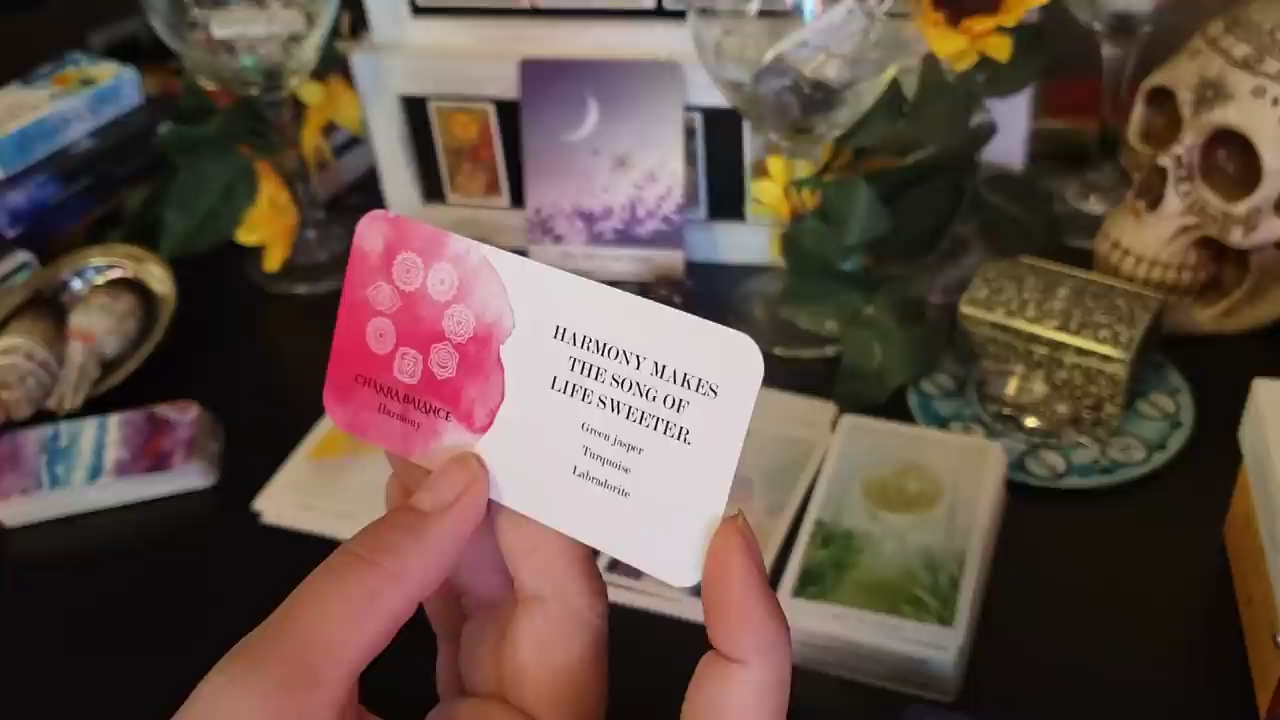 CHAKRA BALANCE
Harmony
HARMONY MAKES
THE SONG OF
LIFE SWEETER.
Green jasper
Turquoise
Labradorite